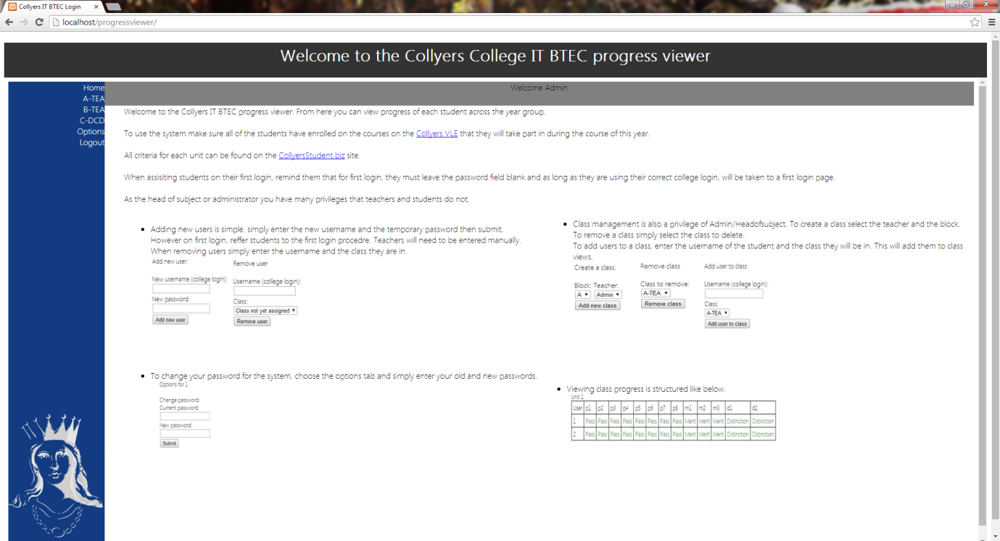 Collyers IT BTEC Login
localhost/progressviewer/
Welcome to the Collyers College IT BTEC progress viewer
Home
A-TEA
B-TEA
C-DCD
Options
Logout
Welcome Admin
Welcome to the Collyers IT BTEC progress viewer. From here you can view progress of each student across the year group.
To use the system make sure all of the students have enrolled on the courses on the Collyers VLE that they will take part in during the course of this year.
All criteria for each unit can be found on the CollyersStudent.biz site.
When assisiting students on their first login, remind them that for first login, they must leave the password field blank and as long as they are using their correct college login, will be taken to a first login page.
As the head of subject or administrator you have many privileges that teachers and students do not.
• Adding new users is simple. simply enter the new username and the temporary password then submit.
However on first login, reffer students to the first login procedre. Teachers will need to be entered manually.
When removing users simply enter the username and the class they are in.
Add new user:
New username (college login):
New password:
Add new user
Remove user
Username (college login):
Class:
Class not yet assigned
Remove user
• Class management is also a privilege of Admin/Headofsubject. To create a class select the teacher and the block.
To remove a class simply select the class to delete.
To add users to a class, enter the username of the student and the class they will be in. This will add them to class
views.
Create a class:
Block: Teacher:
A Admin
Add new class
Remove class
Class to remove:
A-TEA
Remove class
Add user to class:
Username (college login):
Class:
A-TEA
Add user to class
• To change your password for the system, choose the options tab and simply enter your old and new passwords.
Options for:1
Change password:
Current password:
New password:
Submit
• Viewing class progress is structured like below.
Unit 1
User p1 p2 p3 p4 p5 p6 p7 p8 m1 m2 m3 d1 d2
1 Pass Pass Pass Pass Pass Pass Pass Pass Merit Merit Merit Distinction Distinction
2 Pass Pass Pass Pass Pass Pass Pass Pass Merit Merit Merit Distinction Distinction